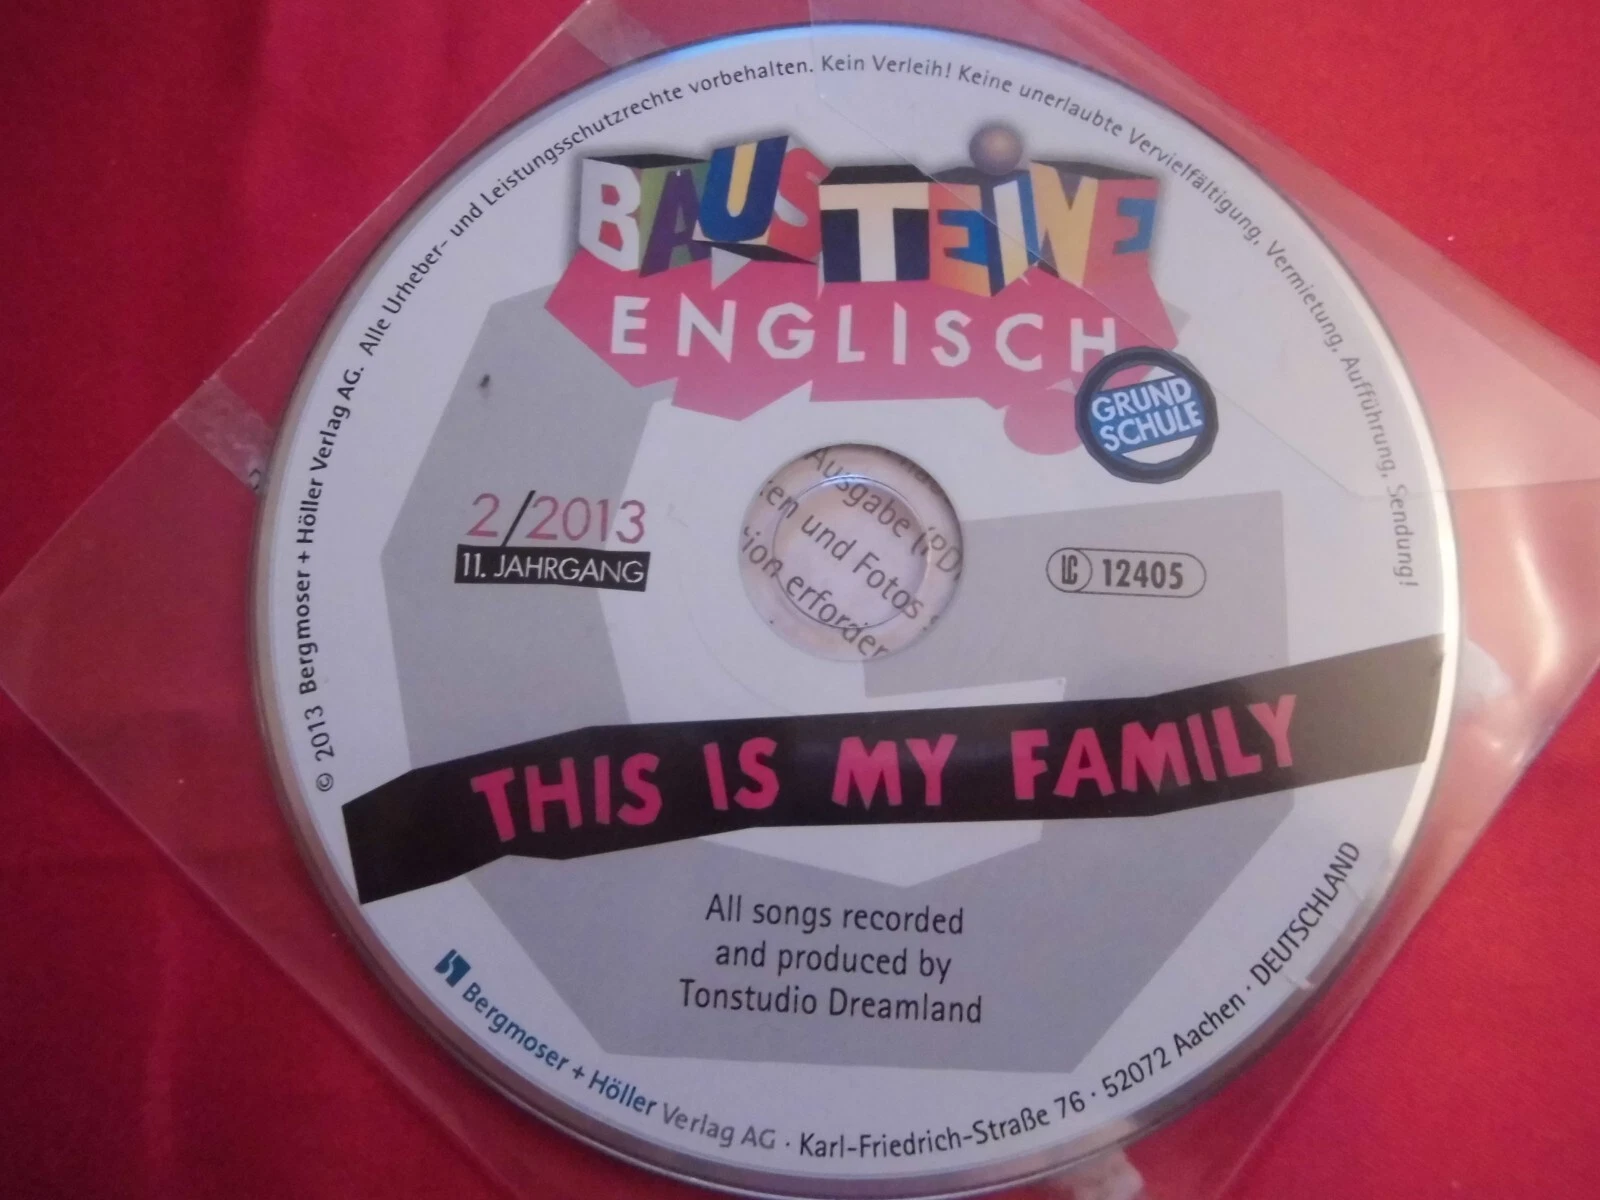 © 2013 Bergmoser + Höller Verlag AG. Alle Urheber- und Leistungsschutzrechte vorbehalten. Kein Verleih! Keine unerlaubte Vervielfältigung, Vermietung, Aufführung, Sendung!
BAUSTEINE
ENGLISCH
GRUND
SCHULE
2/2013
11. JAHRGANG
Ausgabe (PD
en und Fotos
ion erforder
LC 12405
THIS IS MY FAMILY
All songs recorded
and produced by
Tonstudio Dreamland
Bergmoser + Höller Verlag AG · Karl-Friedrich-Straße 76 · 52072 Aachen · DEUTSCHLAND